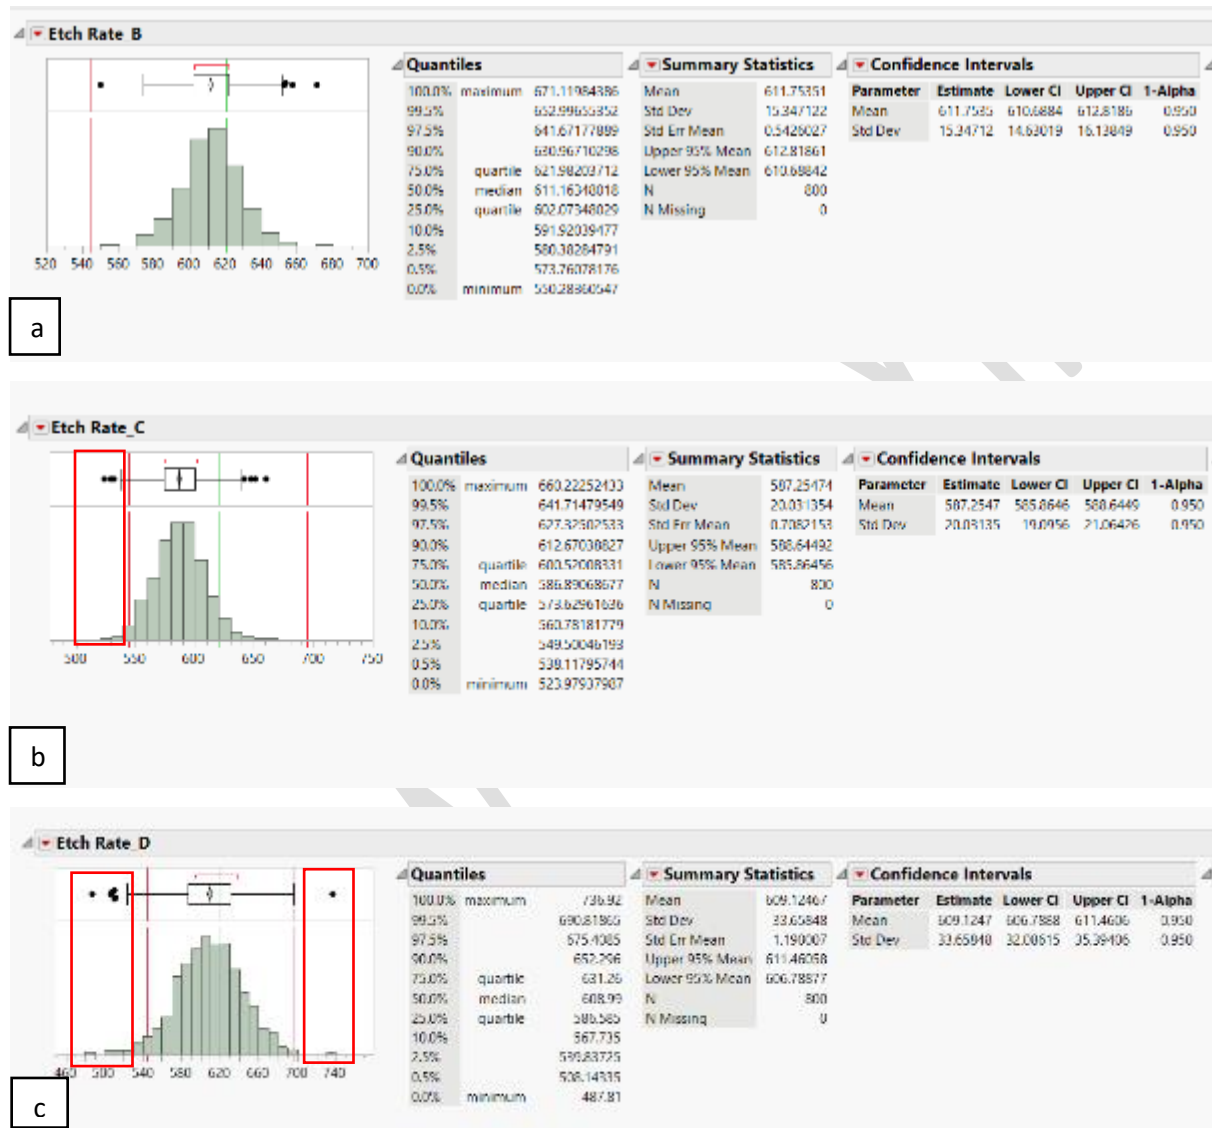 Etch Rate_B
Quantiles
100.0% maximum 671.11984386
99.5% 652.99655352
97.5% 641.67177889
90.0% 630.96710298
75.0% quartile 621.98203712
50.0% median 611.16348018
25.0% quartile 602.07348029
10.0% 591.92039477
2.5% 580.38284791
0.5% 573.76078176
0.0% minimum 550.28360547
Summary Statistics
Mean 611.75351
Std Dev 15.347122
Std Err Mean 0.5426027
Upper 95% Mean 612.81861
Lower 95% Mean 610.68842
N 800
N Missing 0
Confidence Intervals
Parameter Estimate Lower CI Upper CI 1-Alpha
Mean 611.7535 610.6884 612.8186 0.950
Std Dev 15.34712 14.63019 16.13849 0.950
520 540 560 580 600 620 640 660 680 700
a
Etch Rate_C
Quantiles
100.0% maximum 660.22252433
99.5% 641.71479549
97.5% 627.32502533
90.0% 612.67038827
75.0% quartile 600.52008331
50.0% median 586.89068677
25.0% quartile 573.62961636
10.0% 560.78181779
2.5% 549.50046193
0.5% 538.11795744
0.0% minimum 523.97937987
Summary Statistics
Mean 587.25474
Std Dev 20.031354
Std Err Mean 0.7082153
Upper 95% Mean 588.64492
Lower 95% Mean 585.86456
N 800
N Missing 0
Confidence Intervals
Parameter Estimate Lower CI Upper CI 1-Alpha
Mean 587.2547 585.8646 588.6449 0.950
Std Dev 20.03135 19.0956 21.06426 0.950
500 550 600 650 700 750
b
Etch Rate_D
Quantiles
100.0% maximum 736.92
99.5% 690.81865
97.5% 675.4085
90.0% 652.296
75.0% quartile 631.26
50.0% median 608.99
25.0% quartile 586.585
10.0% 567.735
2.5% 539.83725
0.5% 508.14335
0.0% minimum 487.81
Summary Statistics
Mean 609.12467
Std Dev 33.65848
Std Err Mean 1.190007
Upper 95% Mean 611.46058
Lower 95% Mean 606.78877
N 800
N Missing 0
Confidence Intervals
Parameter Estimate Lower CI Upper CI 1-Alpha
Mean 609.1247 606.7888 611.4606 0.950
Std Dev 33.65848 32.08615 35.39406 0.950
460 500 540 580 620 660 700 740
c